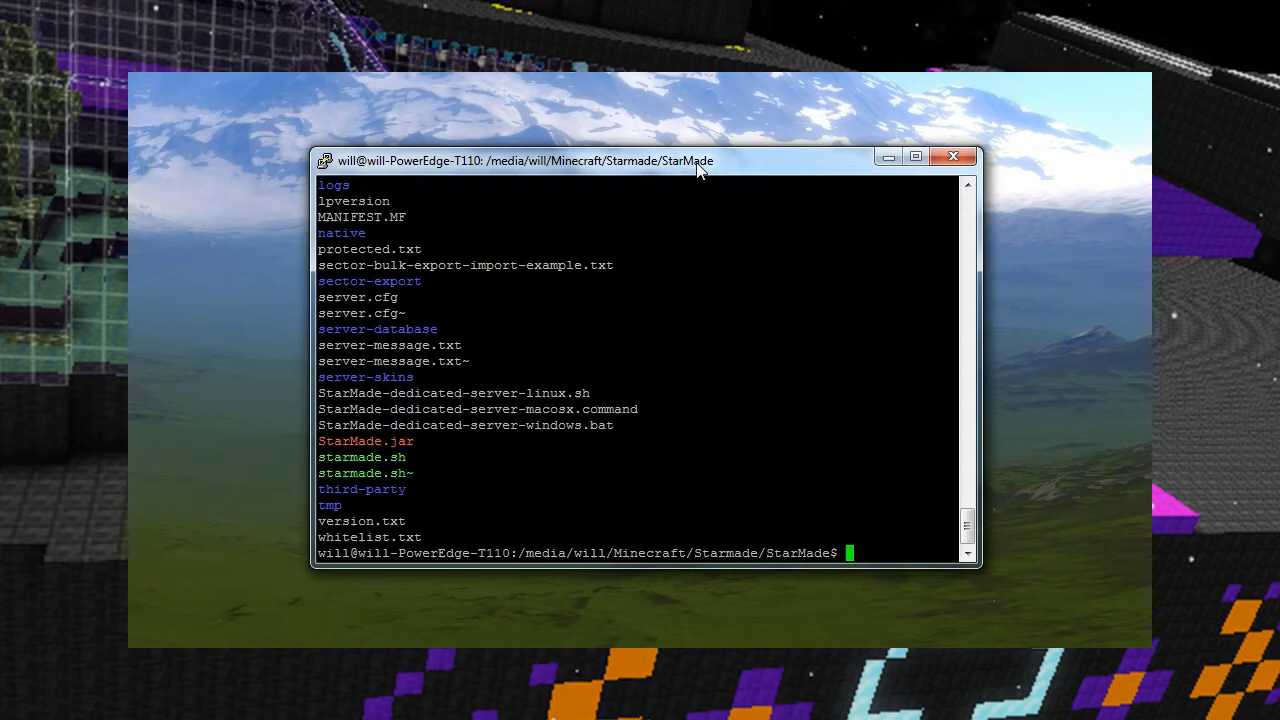 will@will-PowerEdge-T110: /media/will/Minecraft/Starmade/StarMade
logs
lpversion
MANIFEST.MF
native
protected.txt
sector-bulk-export-import-example.txt
sector-export
server.cfg
server.cfg~
server-database
server-message.txt
server-message.txt~
server-skins
StarMade-dedicated-server-linux.sh
StarMade-dedicated-server-macosx.command
StarMade-dedicated-server-windows.bat
StarMade.jar
starmade.sh
starmade.sh~
third-party
tmp
version.txt
whitelist.txt
will@will-PowerEdge-T110:/media/will/Minecraft/Starmade/StarMade$